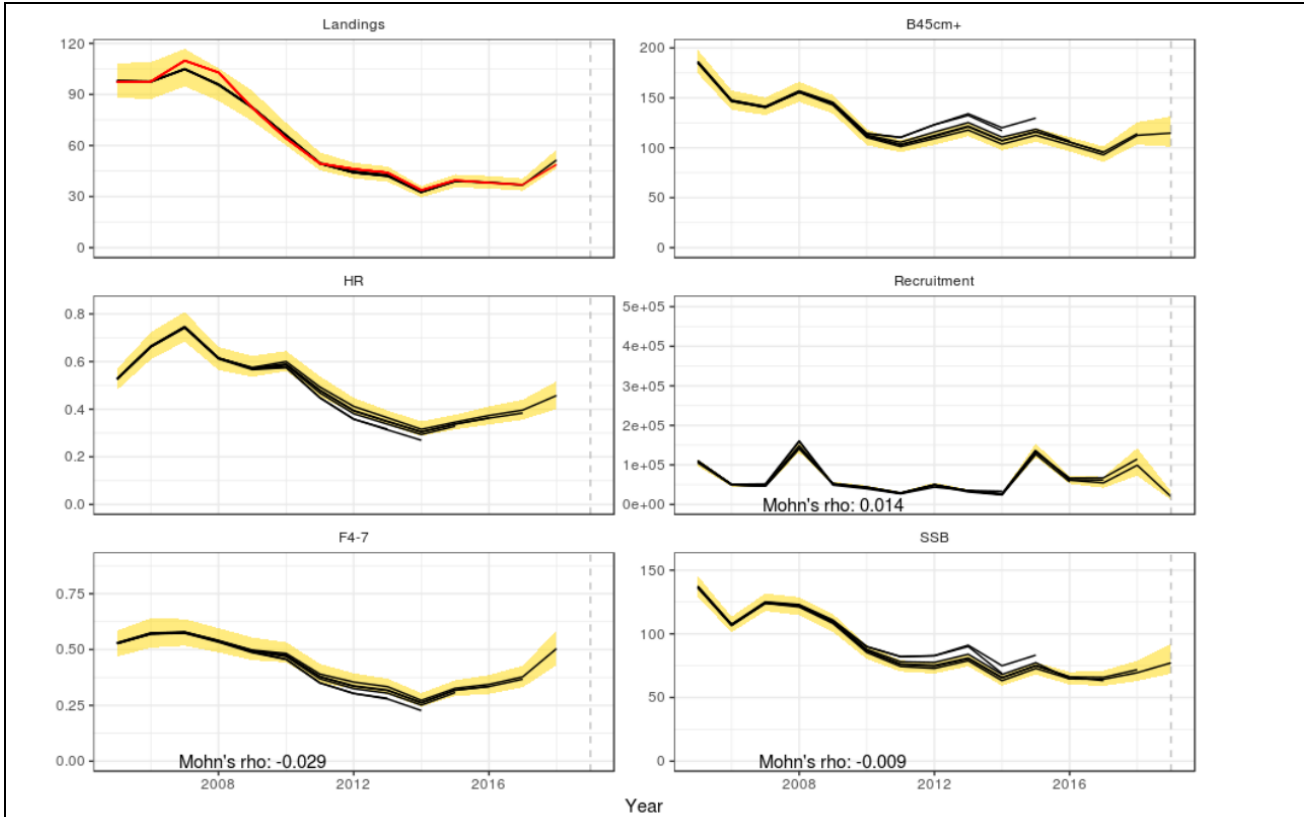 Landings
B45cm+
120
90
60
30
0
200
150
100
50
0
HR
Recruitment
0.8
0.6
0.4
0.2
0.0
5e+05
4e+05
3e+05
2e+05
1e+05
0e+00
Mohn's rho: 0.014
F4-7
SSB
0.75
0.50
0.25
0.00
150
100
50
0
Mohn's rho: -0.029
Mohn's rho: -0.009
2008
2012
2016
2008
2012
2016
Year